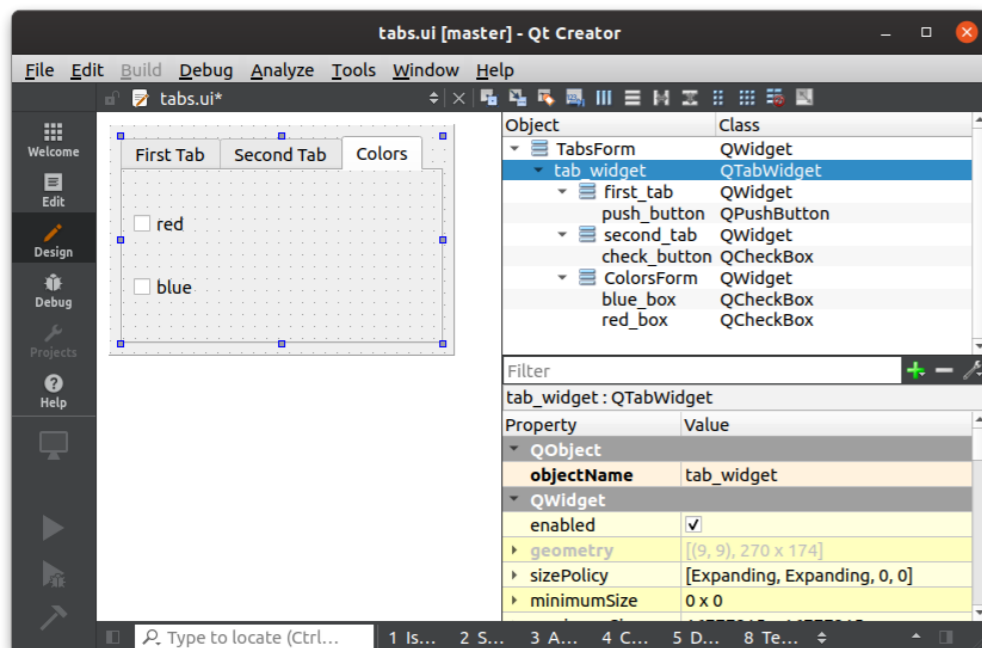 tabs.ui [master] - Qt Creator
File Edit Build Debug Analyze Tools Window Help
tabs.ui*
Welcome
Edit
Design
Debug
Projects
Help
First Tab Second Tab Colors
red
blue
Object Class
TabsForm QWidget
tab_widget QTabWidget
first_tab QWidget
push_button QPushButton
second_tab QWidget
check_button QCheckBox
ColorsForm QWidget
blue_box QCheckBox
red_box QCheckBox
Filter
tab_widget : QTabWidget
Property Value
QObject
objectName tab_widget
QWidget
enabled
geometry [(9, 9), 270 x 174]
sizePolicy [Expanding, Expanding, 0, 0]
minimumSize 0 x 0
Type to locate (Ctrl... 1 Is... 2 S... 3 A... 4 C... 5 D... 8 Te...